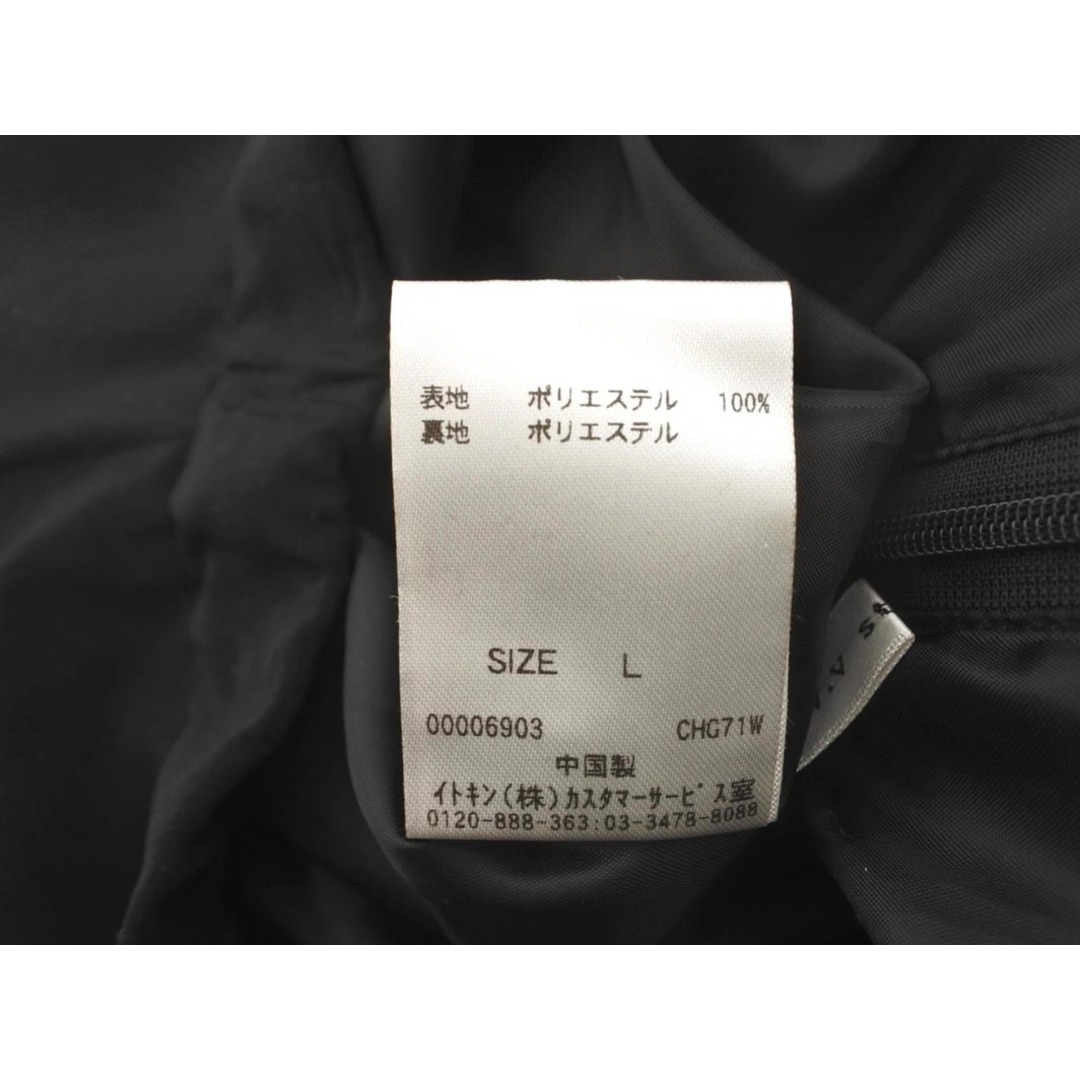 表地 ポリエステル 100%
裏地 ポリエステル
SIZE L
00006903 CHG71W
中国製
イトキン(株)カスタマーサービス室
0120-888-363:03-3478-8088